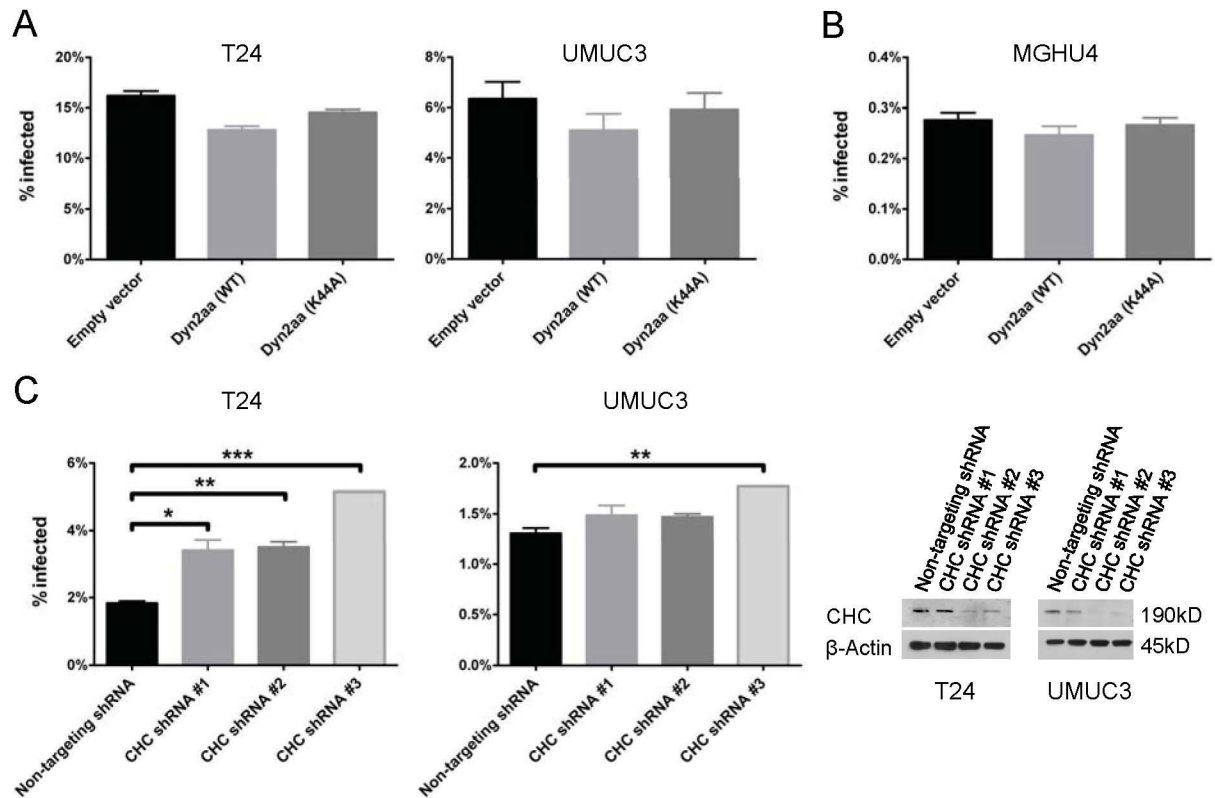 A
T24
20%
15%
10%
5%
0%
% infected
Empty vector
Dyn2aa (WT)
Dyn2aa (K44A)
UMUC3
8%
6%
4%
2%
0%
Empty vector
Dyn2aa (WT)
Dyn2aa (K44A)
B
MGHU4
0.4%
0.3%
0.2%
0.1%
0.0%
% infected
Empty vector
Dyn2aa (WT)
Dyn2aa (K44A)
C
T24
6%
4%
2%
0%
% infected
***
**
*
Non-targeting shRNA
CHC shRNA #1
CHC shRNA #2
CHC shRNA #3
UMUC3
2.0%
1.5%
1.0%
0.5%
0.0%
**
Non-targeting shRNA
CHC shRNA #1
CHC shRNA #2
CHC shRNA #3
Non-targeting shRNA
CHC shRNA #1
CHC shRNA #2
CHC shRNA #3
Non-targeting shRNA
CHC shRNA #1
CHC shRNA #2
CHC shRNA #3
CHC
190kD
β-Actin
45kD
T24
UMUC3